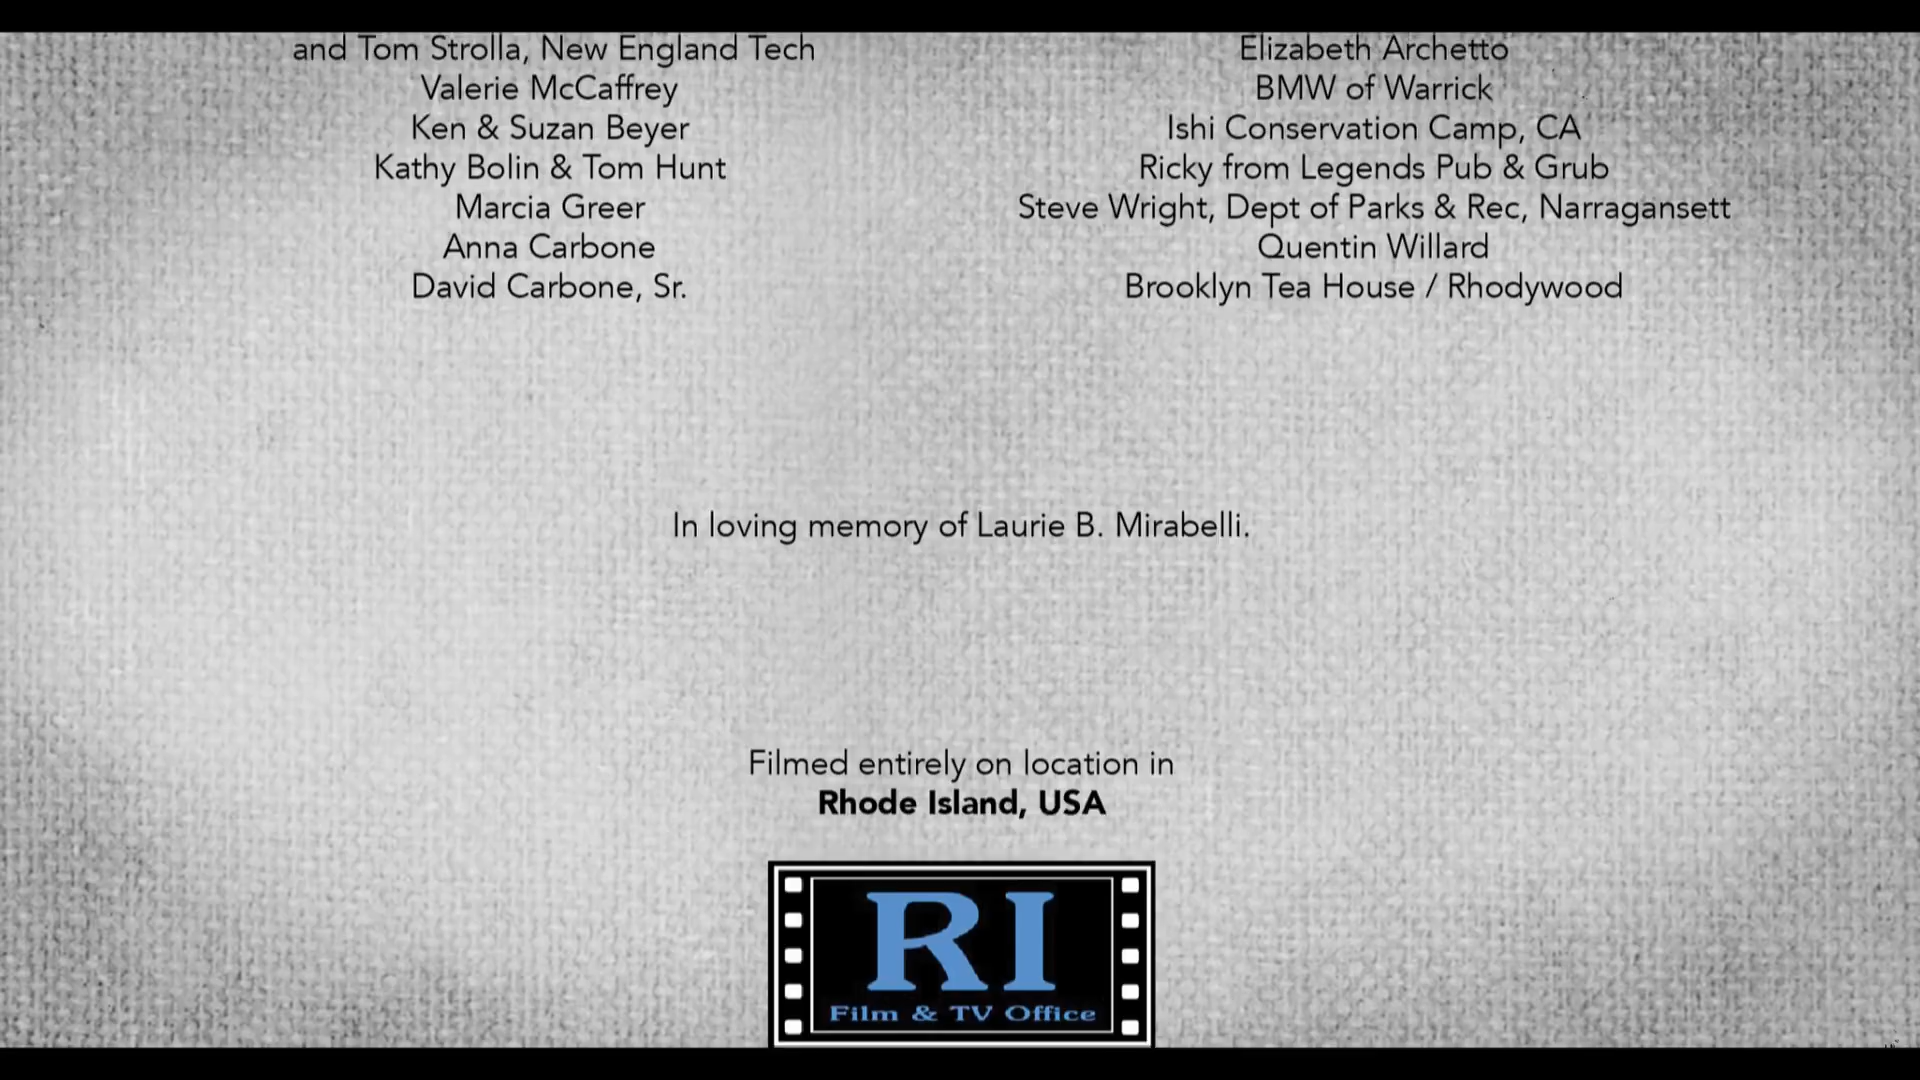 and Tom Strolla, New England Tech
Valerie McCaffrey
Ken & Suzan Beyer
Kathy Bolin & Tom Hunt
Marcia Greer
Anna Carbone
David Carbone, Sr.
Elizabeth Archetto
BMW of Warrick
Ishi Conservation Camp, CA
Ricky from Legends Pub & Grub
Steve Wright, Dept of Parks & Rec, Narragansett
Quentin Willard
Brooklyn Tea House / Rhodywood
In loving memory of Laurie B. Mirabelli.
Filmed entirely on location in
Rhode Island, USA
RI
Film & TV Office